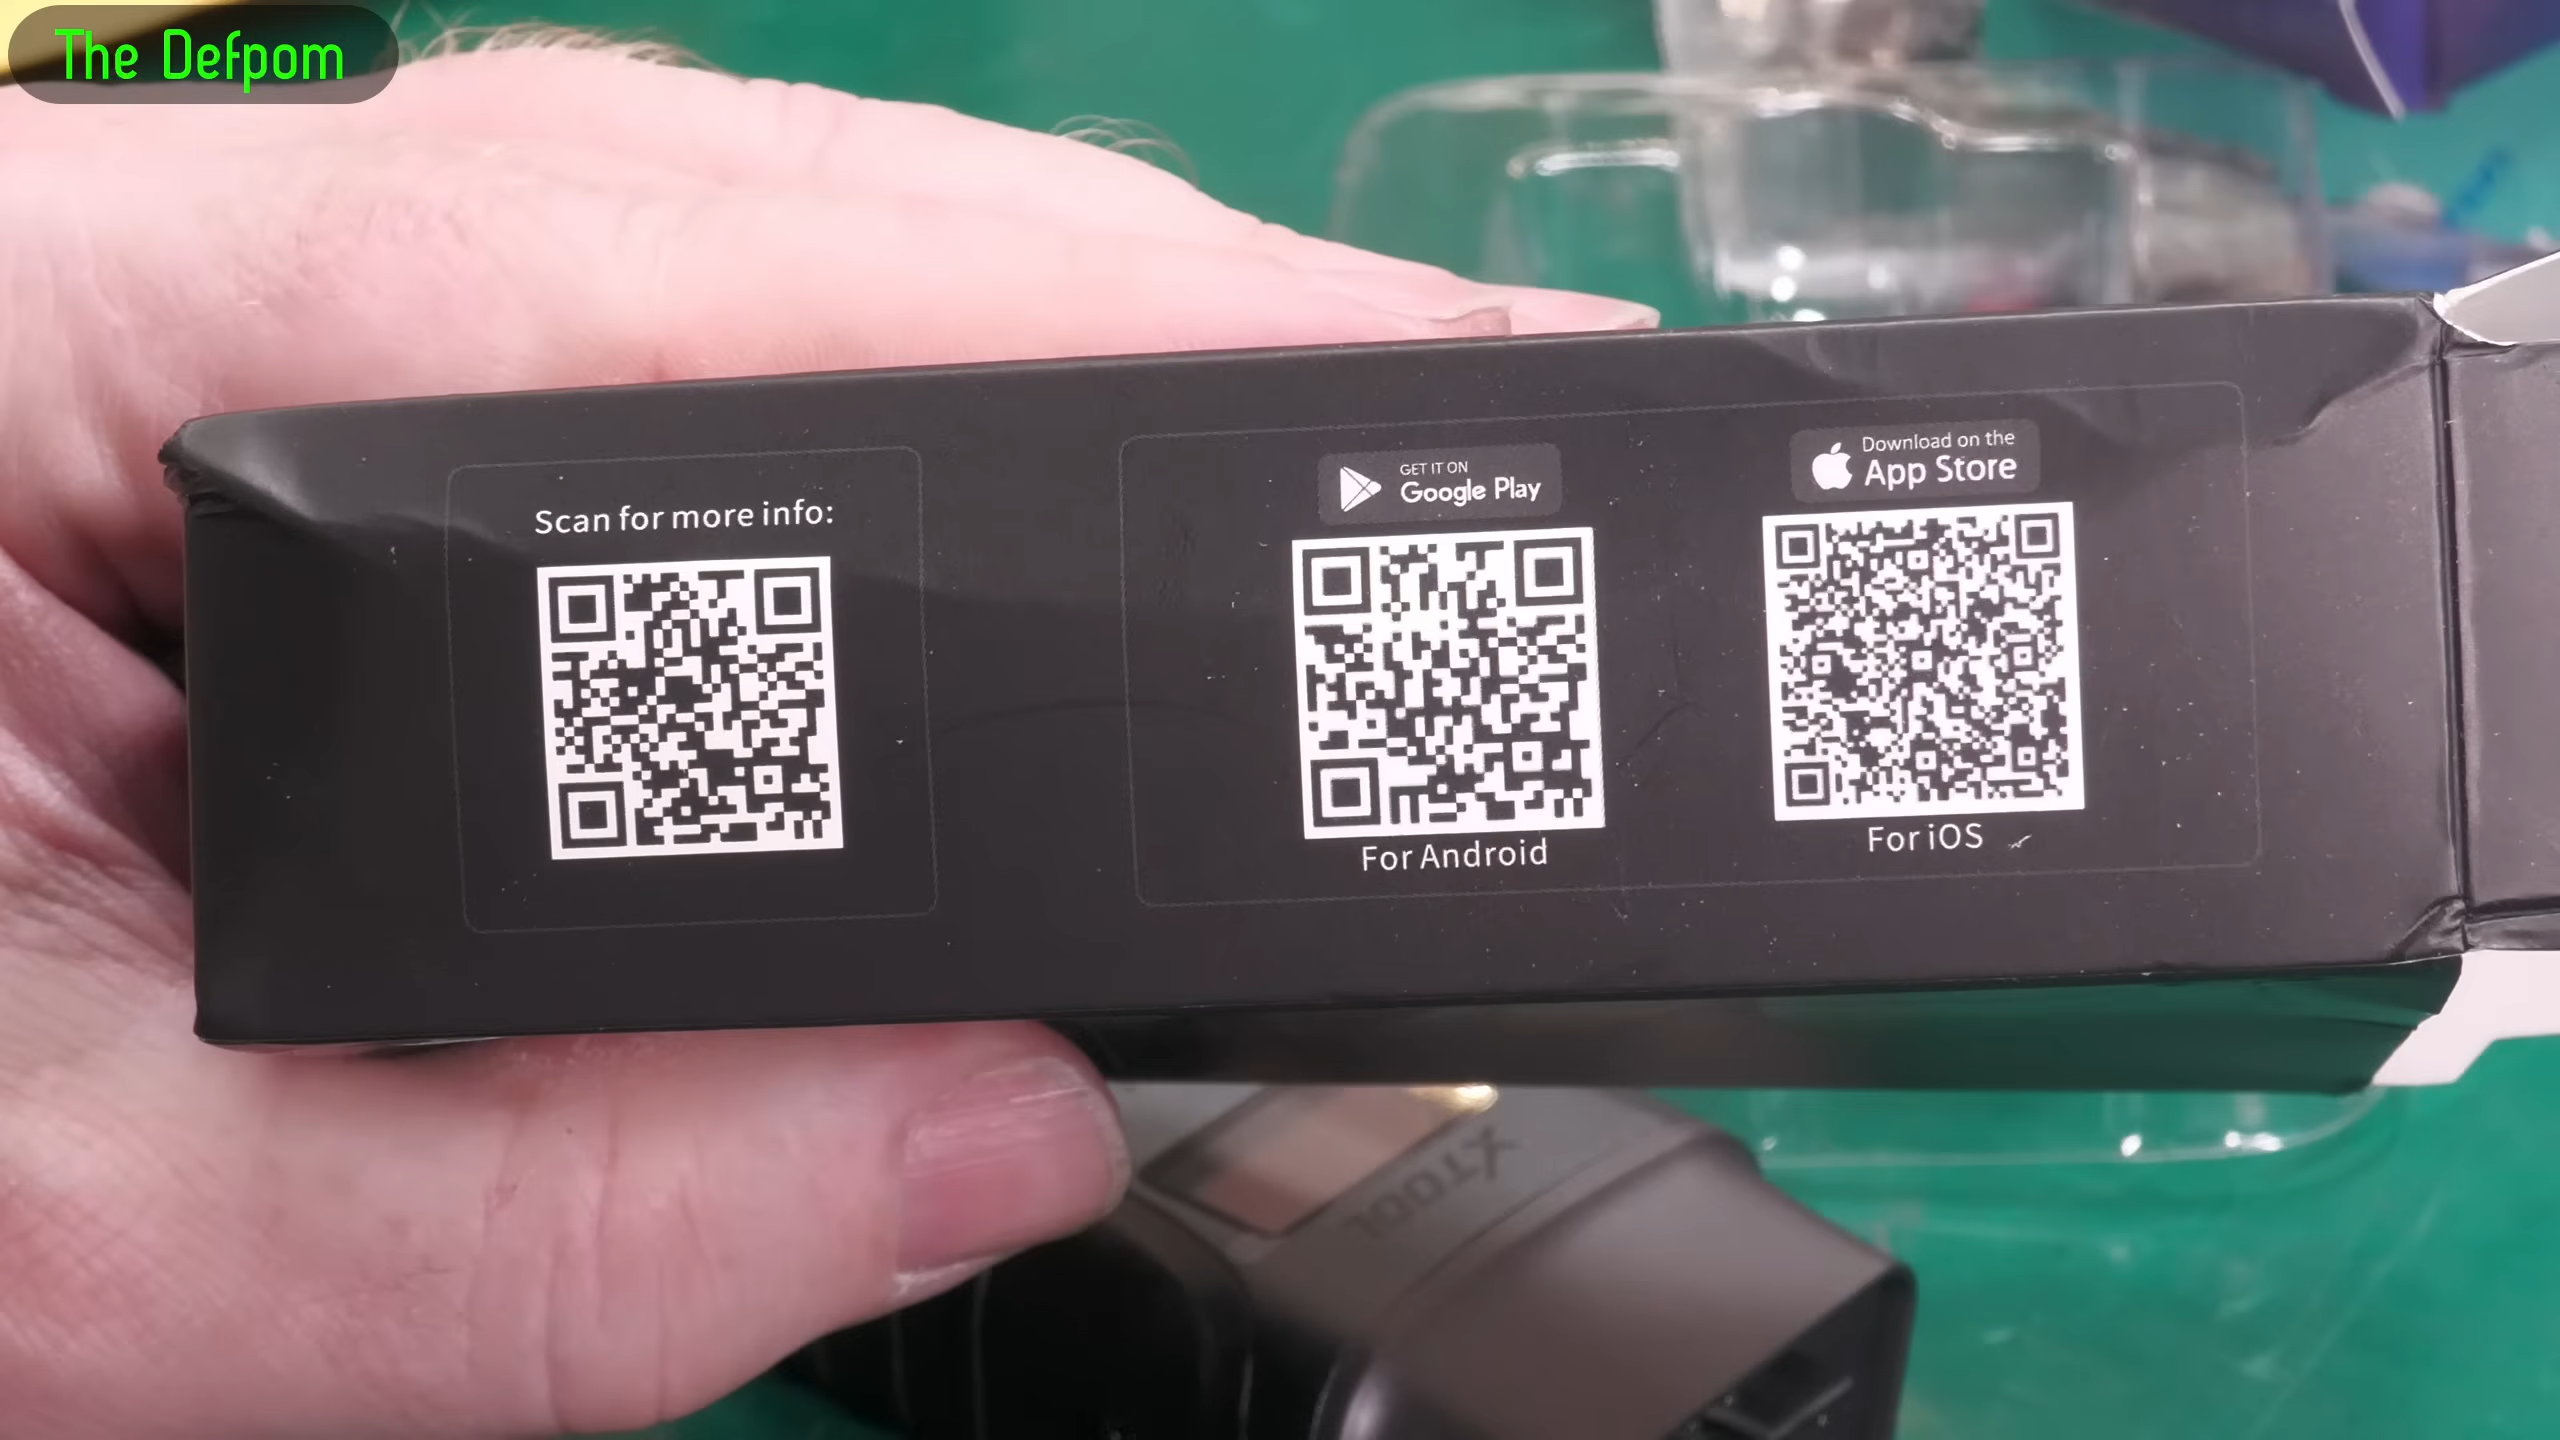 The Defpom
Scan for more info:
GET IT ON
Google Play
For Android
Download on the
App Store
For iOS
XTOOL